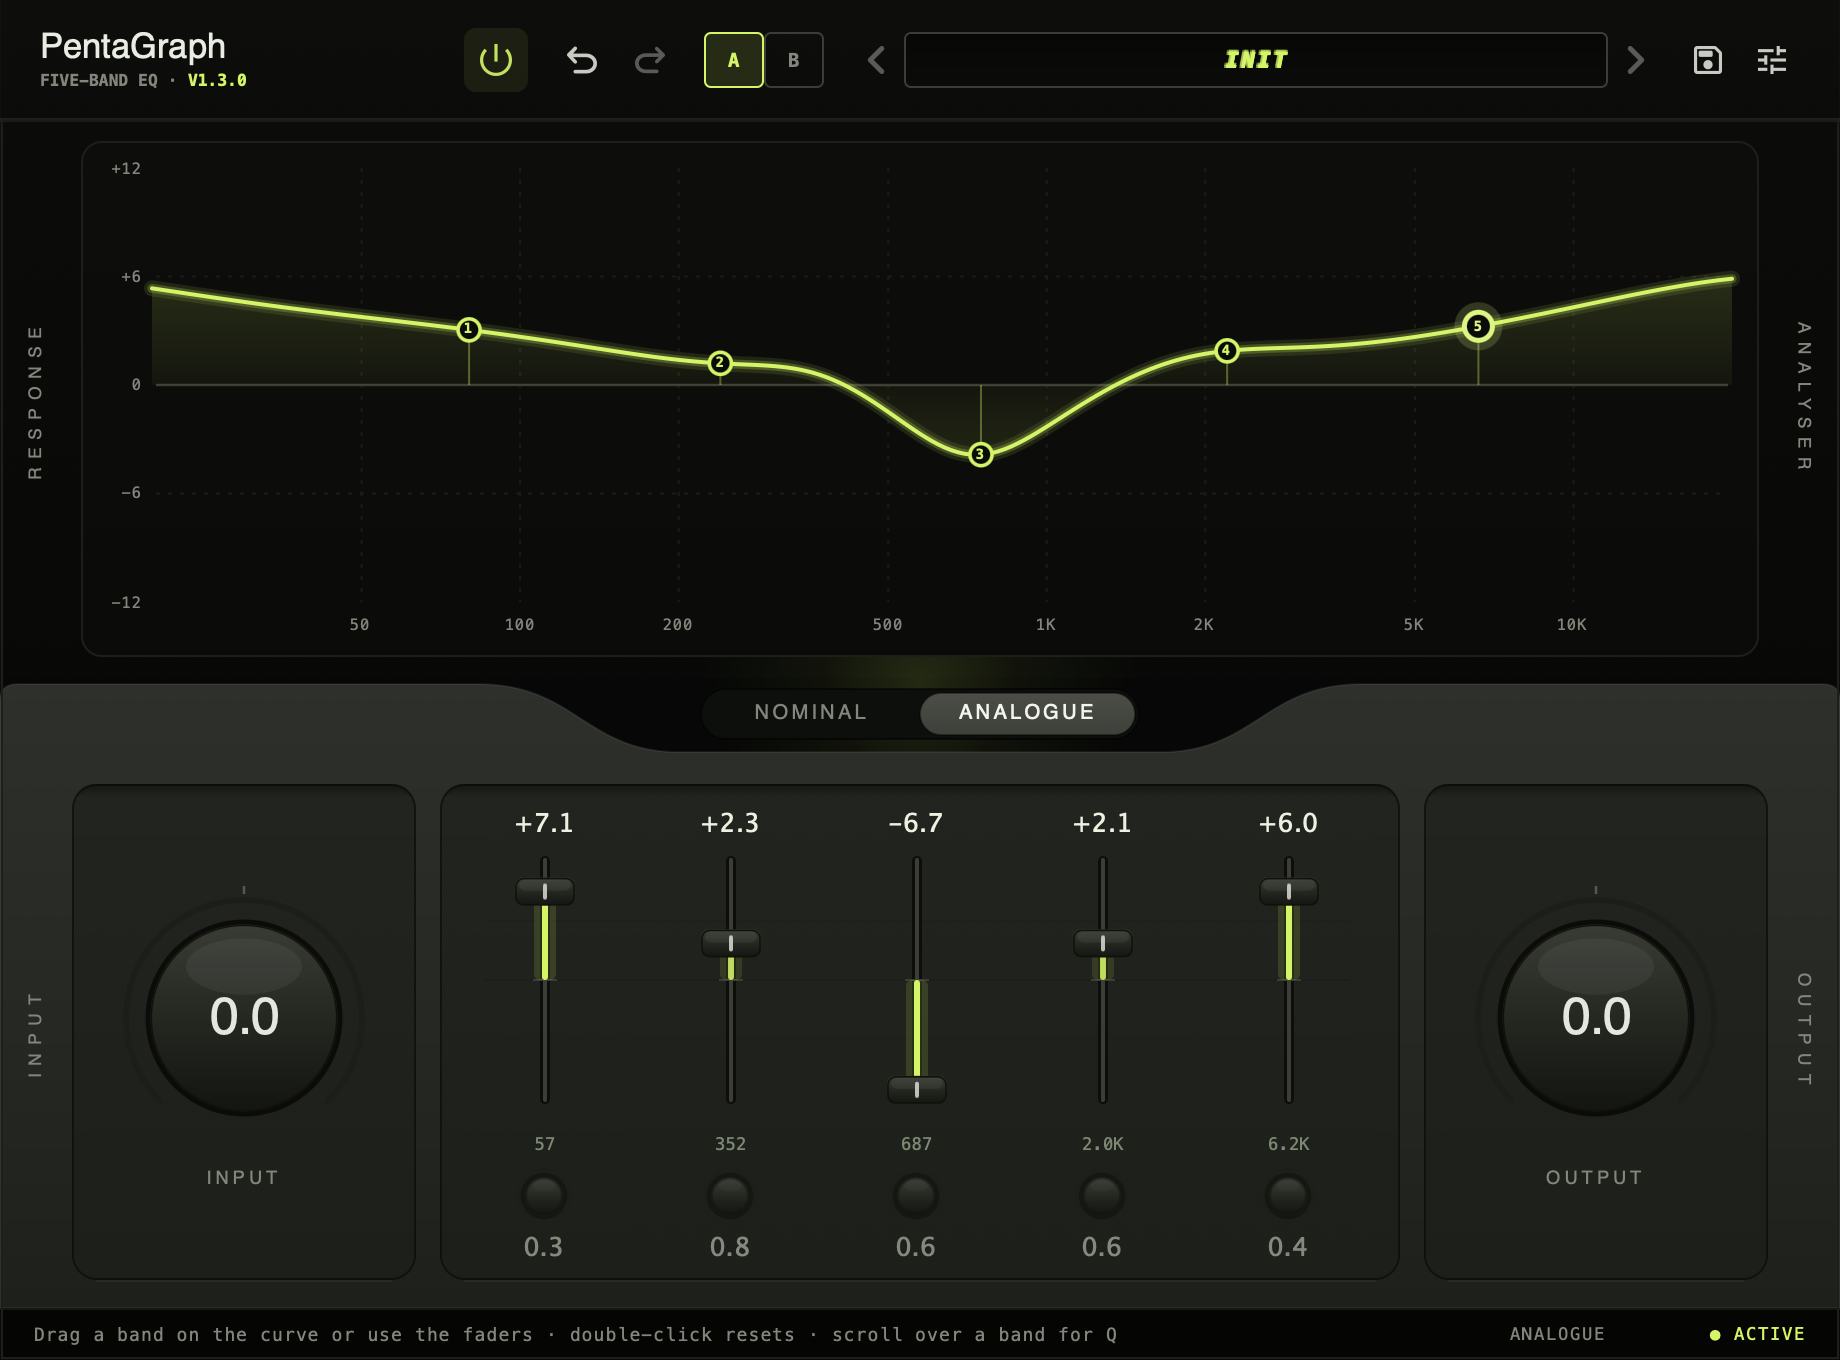 PentaGraph
FIVE-BAND EQ · V1.3.0
A
B
INIT
RESPONSE
+12
+6
0
-6
-12
1
2
3
4
5
50
100
200
500
1K
2K
5K
10K
ANALYSER
NOMINAL
ANALOGUE
INPUT
0.0
INPUT
+7.1
+2.3
-6.7
+2.1
+6.0
57
352
687
2.0K
6.2K
0.3
0.8
0.6
0.6
0.4
0.0
OUTPUT
OUTPUT
Drag a band on the curve or use the faders · double-click resets · scroll over a band for Q
ANALOGUE
ACTIVE